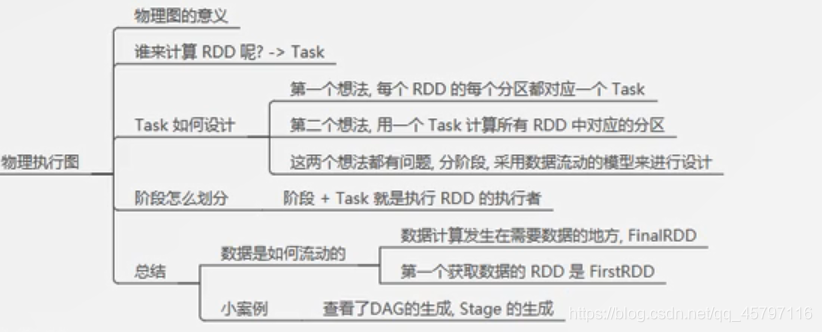 物理图的意义
谁来计算 RDD 呢? -> Task
第一个想法, 每个 RDD 的每个分区都对应一个 Task
Task 如何设计
第二个想法, 用一个 Task 计算所有 RDD 中对应的分区
这两个想法都有问题, 分阶段, 采用数据流动的模型来进行设计
物理执行图
阶段怎么划分
阶段 + Task 就是执行 RDD 的执行者
数据计算发生在需要数据的地方, FinalRDD
数据是如何流动的
第一个获取数据的 RDD 是 FirstRDD
总结
小案例
查看了DAG的生成, Stage 的生成
https://blog.csdn.net/qq_45797116